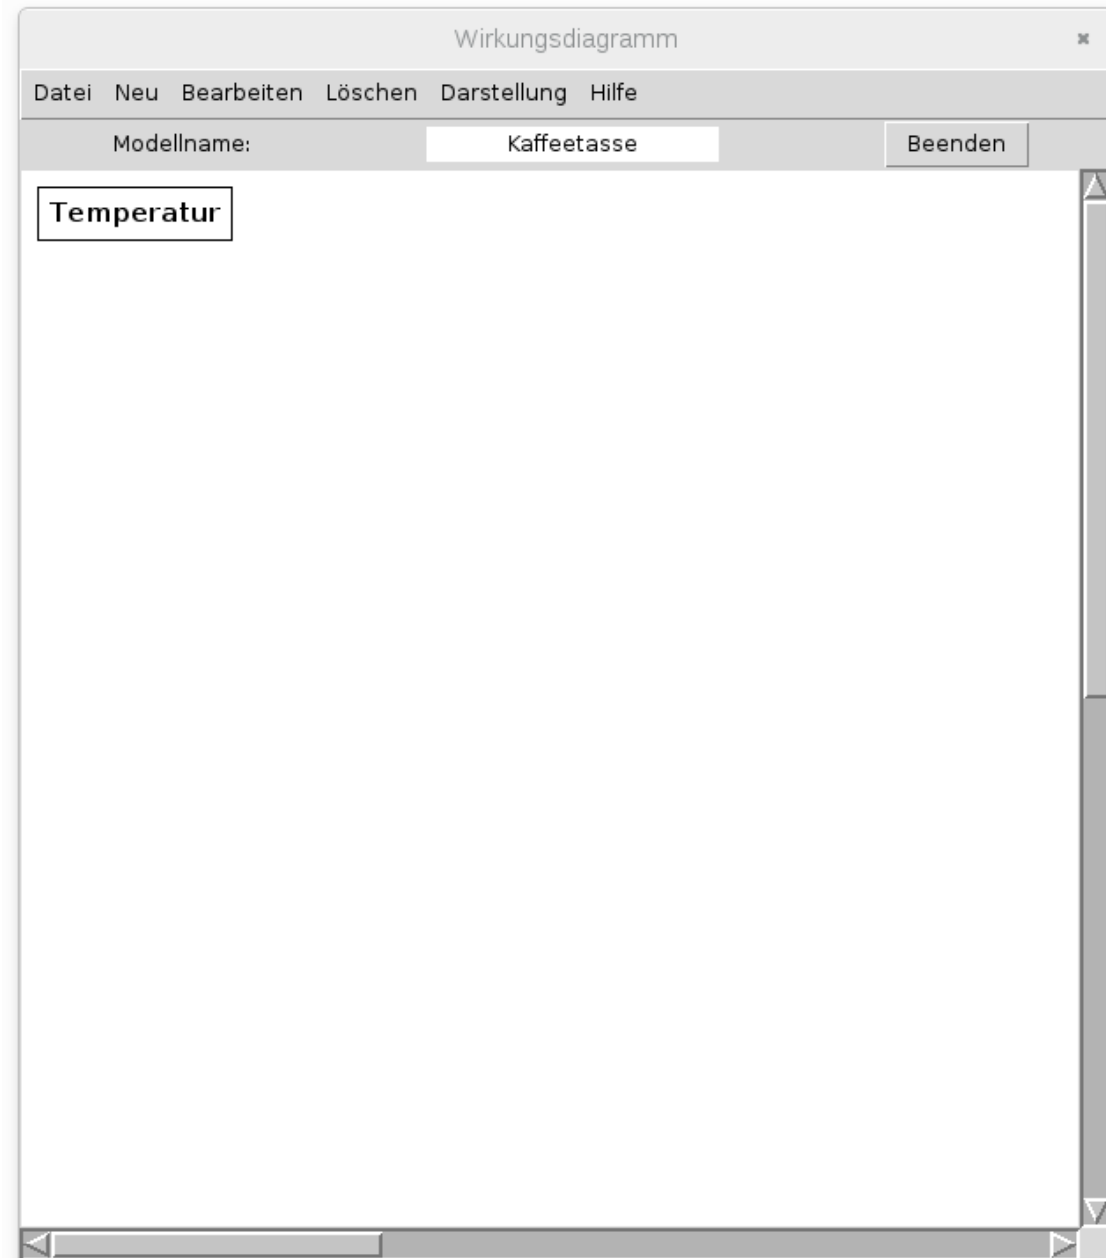 Wirkungsdiagramm
Datei Neu Bearbeiten Löschen Darstellung Hilfe
Modellname: Kaffeetasse Beenden
Temperatur